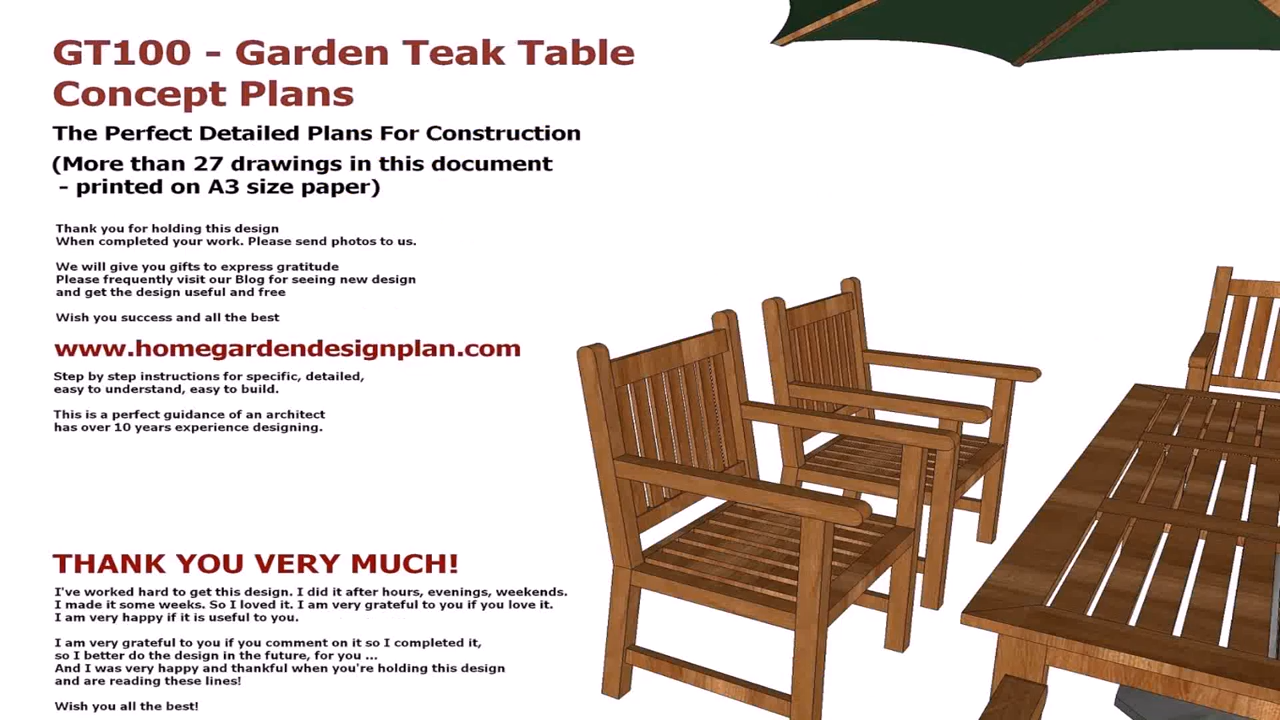 GT100 - Garden Teak Table
Concept Plans
The Perfect Detailed Plans For Construction
(More than 27 drawings in this document
- printed on A3 size paper)
Thank you for holding this design
When completed your work. Please send photos to us.
We will give you gifts to express gratitude
Please frequently visit our Blog for seeing new design
and get the design useful and free
Wish you success and all the best
www.homegardendesignplan.com
Step by step instructions for specific, detailed,
easy to understand, easy to build.
This is a perfect guidance of an architect
has over 10 years experience designing.
THANK YOU VERY MUCH!
I've worked hard to get this design. I did it after hours, evenings, weekends.
I made it some weeks. So I loved it. I am very grateful to you if you love it.
I am very happy if it is useful to you.
I am very grateful to you if you comment on it so I completed it,
so I better do the design in the future, for you ...
And I was very happy and thankful when you're holding this design
and are reading these lines!
Wish you all the best!